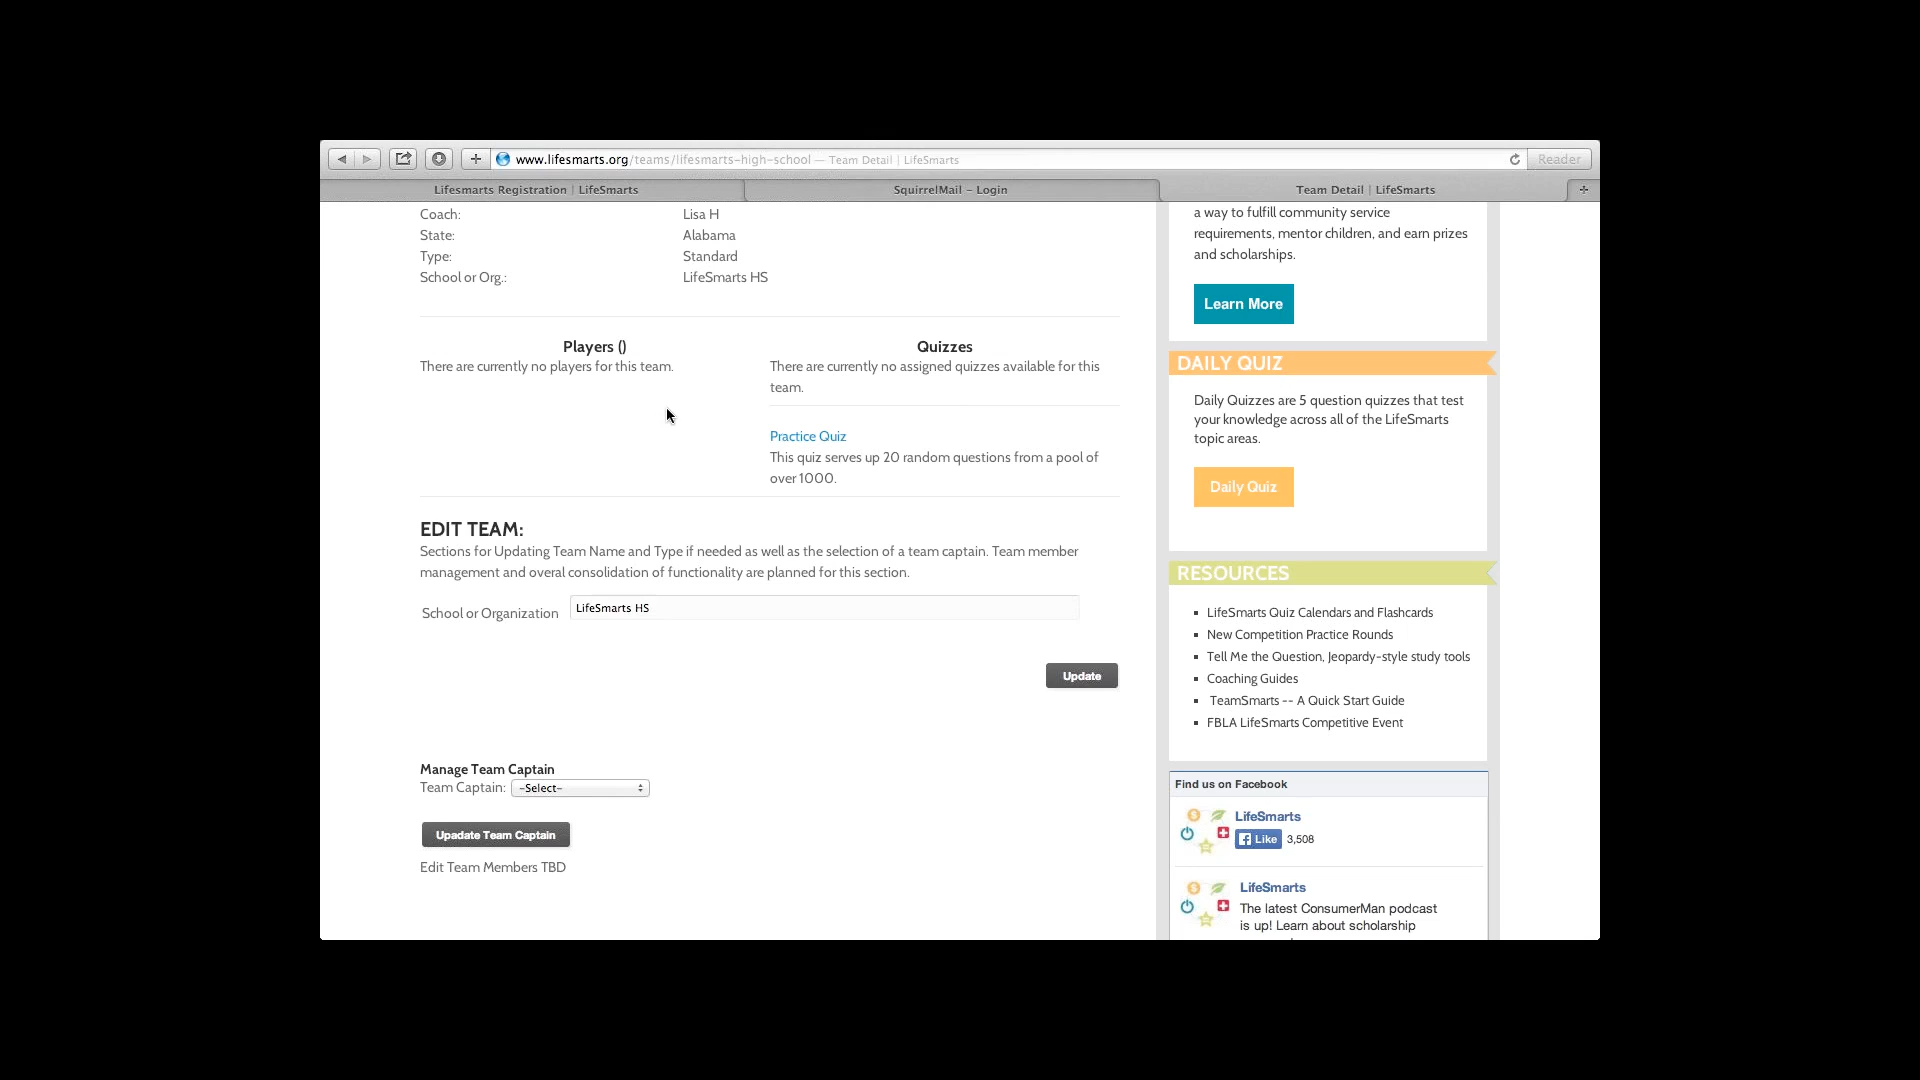 www.lifesmarts.org/teams/lifesmarts-high-school — Team Detail | LifeSmarts
Reader
Lifesmarts Registration | LifeSmarts
SquirrelMail – Login
Team Detail | LifeSmarts
Coach: Lisa H
State: Alabama
Type: Standard
School or Org.: LifeSmarts HS
Players ()
There are currently no players for this team.
Quizzes
There are currently no assigned quizzes available for this
team.
Practice Quiz
This quiz serves up 20 random questions from a pool of
over 1000.
EDIT TEAM:
Sections for Updating Team Name and Type if needed as well as the selection of a team captain. Team member
management and overal consolidation of functionality are planned for this section.
School or Organization LifeSmarts HS
Update
Manage Team Captain
Team Captain: -Select-
Upadate Team Captain
Edit Team Members TBD
a way to fulfill community service
requirements, mentor children, and earn prizes
and scholarships.
Learn More
DAILY QUIZ
Daily Quizzes are 5 question quizzes that test
your knowledge across all of the LifeSmarts
topic areas.
Daily Quiz
RESOURCES
LifeSmarts Quiz Calendars and Flashcards
New Competition Practice Rounds
Tell Me the Question, Jeopardy-style study tools
Coaching Guides
TeamSmarts -- A Quick Start Guide
FBLA LifeSmarts Competitive Event
Find us on Facebook
LifeSmarts
Like 3,508
LifeSmarts
The latest ConsumerMan podcast
is up! Learn about scholarship